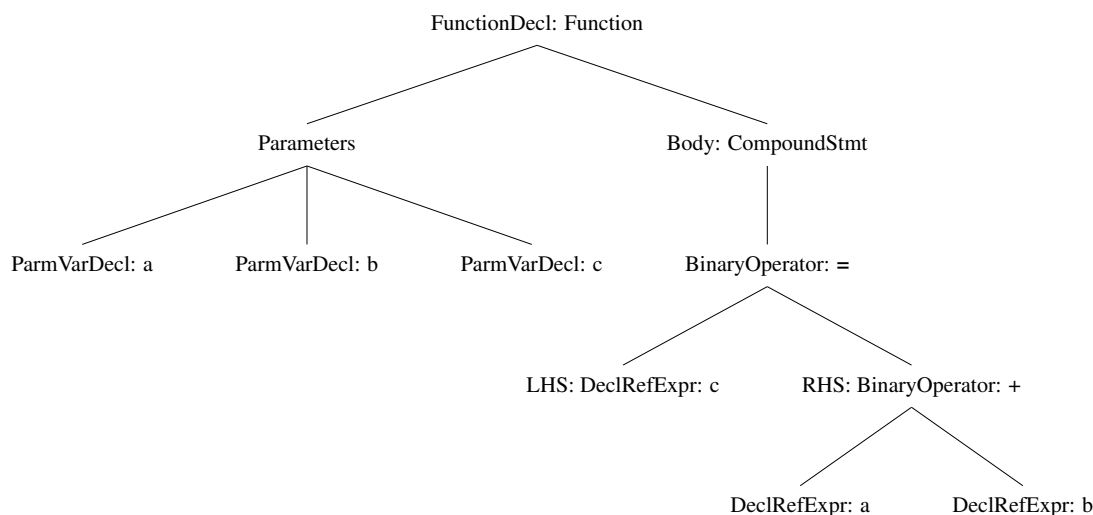 FunctionDecl: Function
Parameters
Body: CompoundStmt
ParmVarDecl: a
ParmVarDecl: b
ParmVarDecl: c
BinaryOperator: =
LHS: DeclRefExpr: c
RHS: BinaryOperator: +
DeclRefExpr: a
DeclRefExpr: b